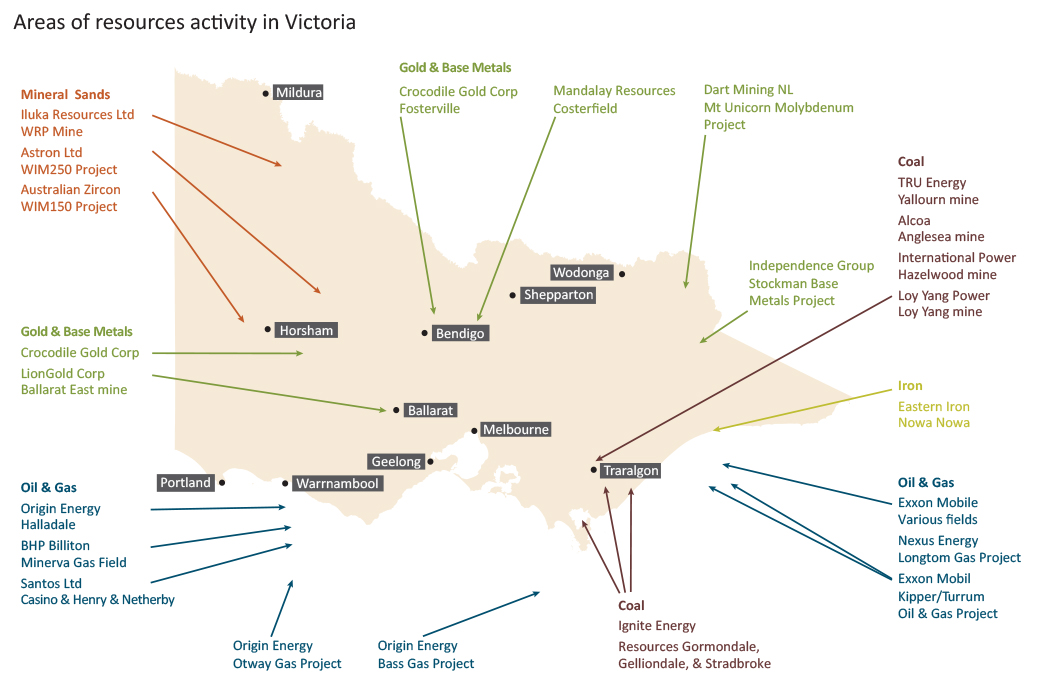 Areas of resources activity in Victoria
Mineral Sands
Iluka Resources Ltd
WRP Mine
Astron Ltd
WIM250 Project
Australian Zircon
WIM150 Project
Mildura
Gold & Base Metals
Crocodile Gold Corp
Fosterville
Mandalay Resources
Costerfield
Dart Mining NL
Mt Unicorn Molybdenum
Project
Coal
TRU Energy
Yallourn mine
Alcoa
Anglesea mine
International Power
Hazelwood mine
Loy Yang Power
Loy Yang mine
Independence Group
Stockman Base
Metals Project
Wodonga
Shepparton
Horsham
Bendigo
Gold & Base Metals
Crocodile Gold Corp
LionGold Corp
Ballarat East mine
Ballarat
Melbourne
Geelong
Traralgon
Portland
Warrnambool
Iron
Eastern Iron
Nowa Nowa
Oil & Gas
Origin Energy
Halladale
BHP Billiton
Minerva Gas Field
Santos Ltd
Casino & Henry & Netherby
Oil & Gas
Exxon Mobile
Various fields
Nexus Energy
Longtom Gas Project
Exxon Mobil
Kipper/Turrum
Oil & Gas Project
Origin Energy
Otway Gas Project
Origin Energy
Bass Gas Project
Coal
Ignite Energy
Resources Gormondale,
Gelliondale, & Stradbroke